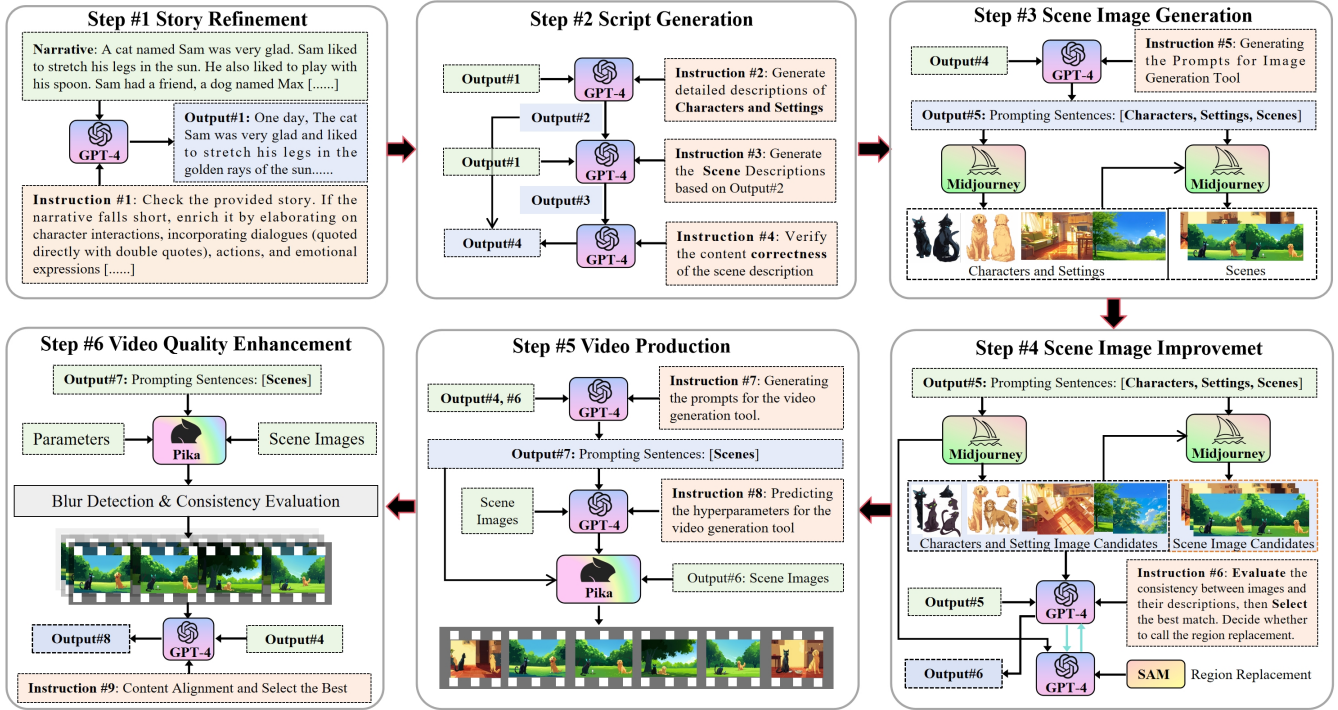 Step #1 Story Refinement
Narrative: A cat named Sam was very glad. Sam liked
to stretch his legs in the sun. He also liked to play with
his spoon. Sam had a friend, a dog named Max [......]
GPT-4
Output#1: One day, The cat
Sam was very glad and liked
to stretch his legs in the
golden rays of the sun......
Instruction #1: Check the provided story. If the
narrative falls short, enrich it by elaborating on
character interactions, incorporating dialogues (quoted
directly with double quotes), actions, and emotional
expressions [......]
Step #2 Script Generation
Output#1
GPT-4
Instruction #2: Generate
detailed descriptions of
Characters and Settings
Output#2
Output#1
GPT-4
Instruction #3: Generate
the Scene Descriptions
based on Output#2
Output#3
Output#4
GPT-4
Instruction #4: Verify
the content correctness
of the scene description
Step #3 Scene Image Generation
Output#4
GPT-4
Instruction #5: Generating
the Prompts for Image
Generation Tool
Output#5: Prompting Sentences: [Characters, Settings, Scenes]
Midjourney
Midjourney
Characters and Settings
Scenes
Step #6 Video Quality Enhancement
Output#7: Prompting Sentences: [Scenes]
Parameters
Pika
Scene Images
Blur Detection & Consistency Evaluation
Output#8
GPT-4
Output#4
Instruction #9: Content Alignment and Select the Best
Step #5 Video Production
Output#4, #6
GPT-4
Instruction #7: Generating
the prompts for the video
generation tool.
Output#7: Prompting Sentences: [Scenes]
Scene
Images
GPT-4
Instruction #8: Predicting
the hyperparameters for the
video generation tool
Pika
Output#6: Scene Images
Step #4 Scene Image Improvemet
Output#5: Prompting Sentences: [Characters, Settings, Scenes]
Midjourney
Midjourney
Characters and Setting Image Candidates
Scene Image Candidates
Output#5
GPT-4
Instruction #6: Evaluate the
consistency between images and
their descriptions, then Select
the best match. Decide whether
to call the region replacement.
Output#6
GPT-4
SAM
Region Replacement